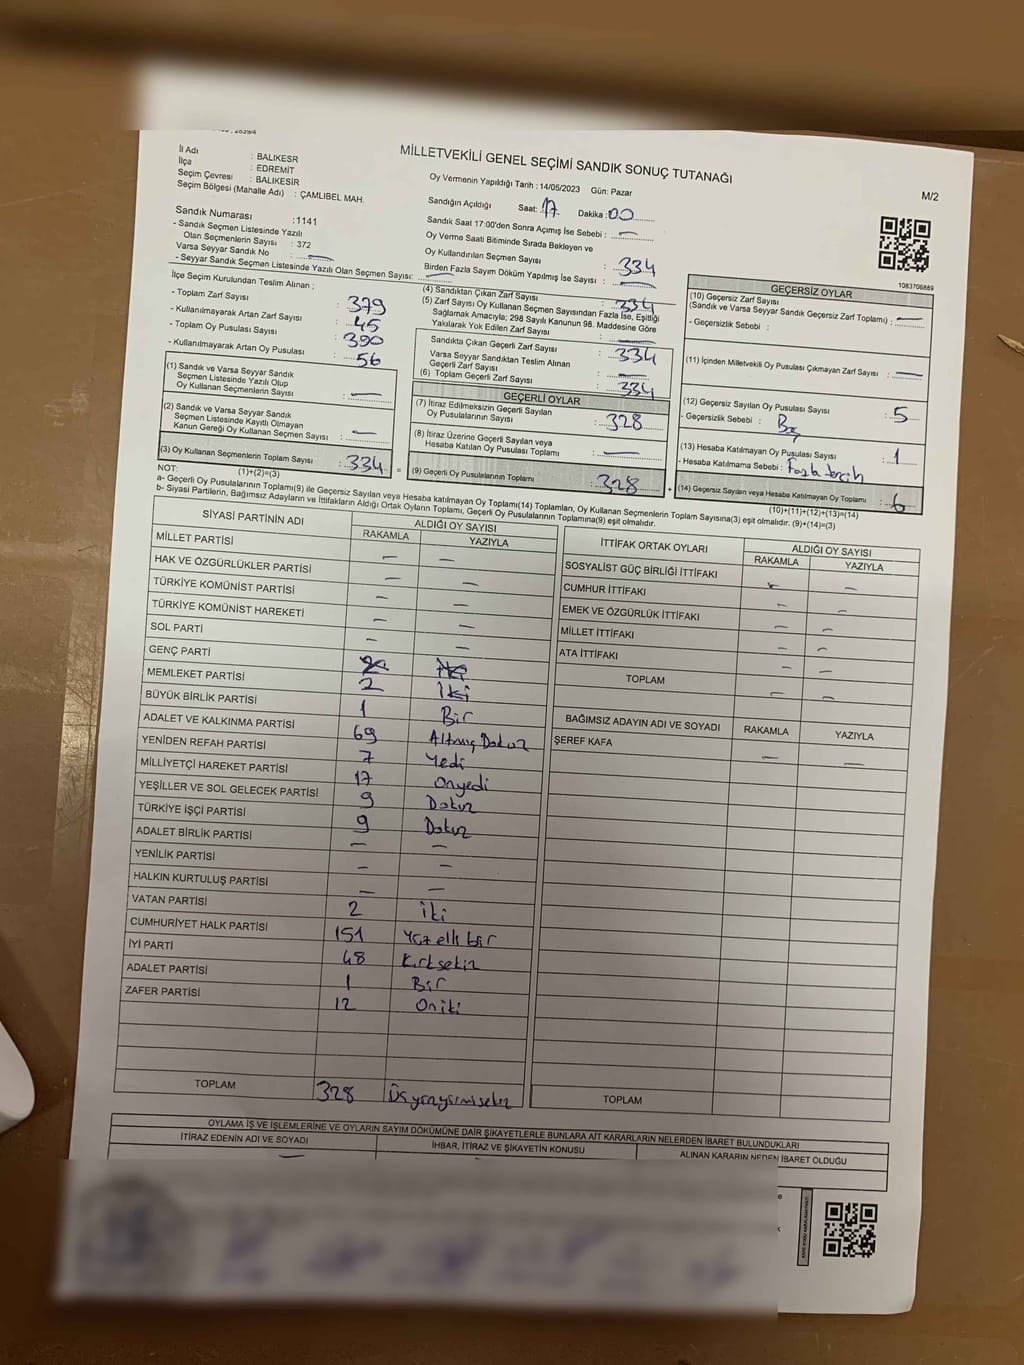 İl Adı : BALIKESR
İlçe : EDREMIT
Seçim Çevresi : BALIKESİR
Seçim Bölgesi (Mahalle Adı) : ÇAMLIBEL MAH.
MİLLETVEKİLİ GENEL SEÇİMİ SANDIK SONUÇ TUTANAĞI
M/2
Oy Vermenin Yapıldığı Tarih : 14/05/2023 Gün: Pazar
Sandığın Açıldığı Saat: 17 Dakika : 00
Sandık Saat 17:00'den Sonra Açımış İse Sebebi : —
Oy Verme Saati Bitiminde Sırada Bekleyen ve
Oy Kullandırılan Seçmen Sayısı : 334
Birden Fazla Sayım Döküm Yapılmış İse Sayısı : —
Sandık Numarası :1141
- Sandık Seçmen Listesinde Yazılı
Olan Seçmenlerin Sayısı : 372
Varsa Seyyar Sandık No : —
- Seyyar Sandık Seçmen Listesinde Yazılı Olan Seçmen Sayısı: —
İlçe Seçim Kurulundan Teslim Alınan ;
- Toplam Zarf Sayısı : 379
- Kullanılmayarak Artan Zarf Sayısı : 45
- Toplam Oy Pusulası Sayısı : 390
- Kullanılmayarak Artan Oy Pusulası : 56
(1) Sandık ve Varsa Seyyar Sandık
Seçmen Listesinde Yazılı Olup
Oy Kullanan Seçmenlerin Sayısı : —
(2) Sandık ve Varsa Seyyar Sandık
Seçmen Listesinde Kayıtlı Olmayan
Kanun Gereği Oy Kullanan Seçmen Sayısı : —
(3) Oy Kullanan Seçmenlerin Toplam Sayısı : 334
(1)+(2)=(3)
(4) Sandıktan Çıkan Zarf Sayısı : 334
(5) Zarf Sayısı Oy Kullanan Seçmen Sayısından Fazla İse, Eşitliği
Sağlamak Amacıyla; 298 Sayılı Kanunun 98. Maddesine Göre
Yakılarak Yok Edilen Zarf Sayısı : —
Sandıkta Çıkan Geçerli Zarf Sayısı : 334
Varsa Seyyar Sandıktan Teslim Alınan
Geçerli Zarf Sayısı : —
(6) Toplam Geçerli Zarf Sayısı : 334
GEÇERLİ OYLAR
(7) İtiraz Edilmeksizin Geçerli Sayılan
Oy Pusulalarının Sayısı : 328
(8) İtiraz Üzerine Geçerli Sayılan veya
Hesaba Katılan Oy Pusulaları Toplamı : —
= (9) Geçerli Oy Pusulalarının Toplamı : 328
1083706869
GEÇERSİZ OYLAR
(10) Geçersiz Zarf Sayısı
(Sandık ve Varsa Seyyar Sandık Geçersiz Zarf Toplamı) : —
- Geçersizlik Sebebi :
(11) İçinden Milletvekili Oy Pusulası Çıkmayan Zarf Sayısı : —
(12) Geçersiz Sayılan Oy Pusulası Sayısı : 5
- Geçersizlik Sebebi :
(13) Hesaba Katılmayan Oy Pusulası Sayısı : 1
- Hesaba Katılmama Sebebi : Fazla tercih
+ (14) Geçersiz Sayılan veya Hesaba Katılmayan Oy Toplamı : 6
(10)+(11)+(12)+(13)=(14)
NOT:
a- Geçerli Oy Pusulalarının Toplamı(9) ile Geçersiz Sayılan veya Hesaba katılmayan Oy Toplamı(14) Toplamları, Oy Kullanan Seçmenlerin Toplam Sayısına(3) eşit olmalıdır. (9)+(14)=(3)
b- Siyasi Partilerin, Bağımsız Adayların ve İttifakların Aldığı Ortak Oyların Toplamı, Geçerli Oy Pusulalarının Toplamına(9) eşit olmalıdır.
SİYASİ PARTİNİN ADI ALDIĞI OY SAYISI
RAKAMLA YAZIYLA
MİLLET PARTİSİ — —
HAK VE ÖZGÜRLÜKLER PARTİSİ — —
TÜRKİYE KOMÜNİST PARTİSİ — —
TÜRKİYE KOMÜNİST HAREKETİ — —
SOL PARTİ — —
GENÇ PARTİ
MEMLEKET PARTİSİ 2 İki
BÜYÜK BİRLİK PARTİSİ 1 Bir
ADALET VE KALKINMA PARTİSİ 69 Altmış Dokuz
YENİDEN REFAH PARTİSİ 7 Yedi
MİLLİYETÇİ HAREKET PARTİSİ 17 Onyedi
YEŞİLLER VE SOL GELECEK PARTİSİ 9 Dokuz
TÜRKİYE İŞÇİ PARTİSİ 9 Dokuz
ADALET BİRLİK PARTİSİ — —
YENİLİK PARTİSİ — —
HALKIN KURTULUŞ PARTİSİ — —
VATAN PARTİSİ 2 iki
CUMHURİYET HALK PARTİSİ 151 Yüz elli bir
İYİ PARTİ 48 Kırksekiz
ADALET PARTİSİ 1 Bir
ZAFER PARTİSİ 12 Oniki
TOPLAM 328 Üçyüzyirmisekiz
İTTİFAK ORTAK OYLARI ALDIĞI OY SAYISI
RAKAMLA YAZIYLA
SOSYALİST GÜÇ BİRLİĞİ İTTİFAKI — —
CUMHUR İTTİFAKI — —
EMEK VE ÖZGÜRLÜK İTTİFAKI — —
MİLLET İTTİFAKI — —
ATA İTTİFAKI — —
TOPLAM — —
BAĞIMSIZ ADAYIN ADI VE SOYADI RAKAMLA YAZIYLA
ŞEREF KAFA — —
TOPLAM
OYLAMA İŞ VE İŞLEMLERİNE VE OYLARIN SAYIM DÖKÜMÜNE DAİR ŞİKAYETLERLE BUNLARA AİT KARARLARIN NELERDEN İBARET BULUNDUKLARI
İTİRAZ EDENİN ADI VE SOYADI İHBAR, İTİRAZ VE ŞİKAYETİN KONUSU ALINAN KARARIN NEDEN İBARET OLDUĞU
—